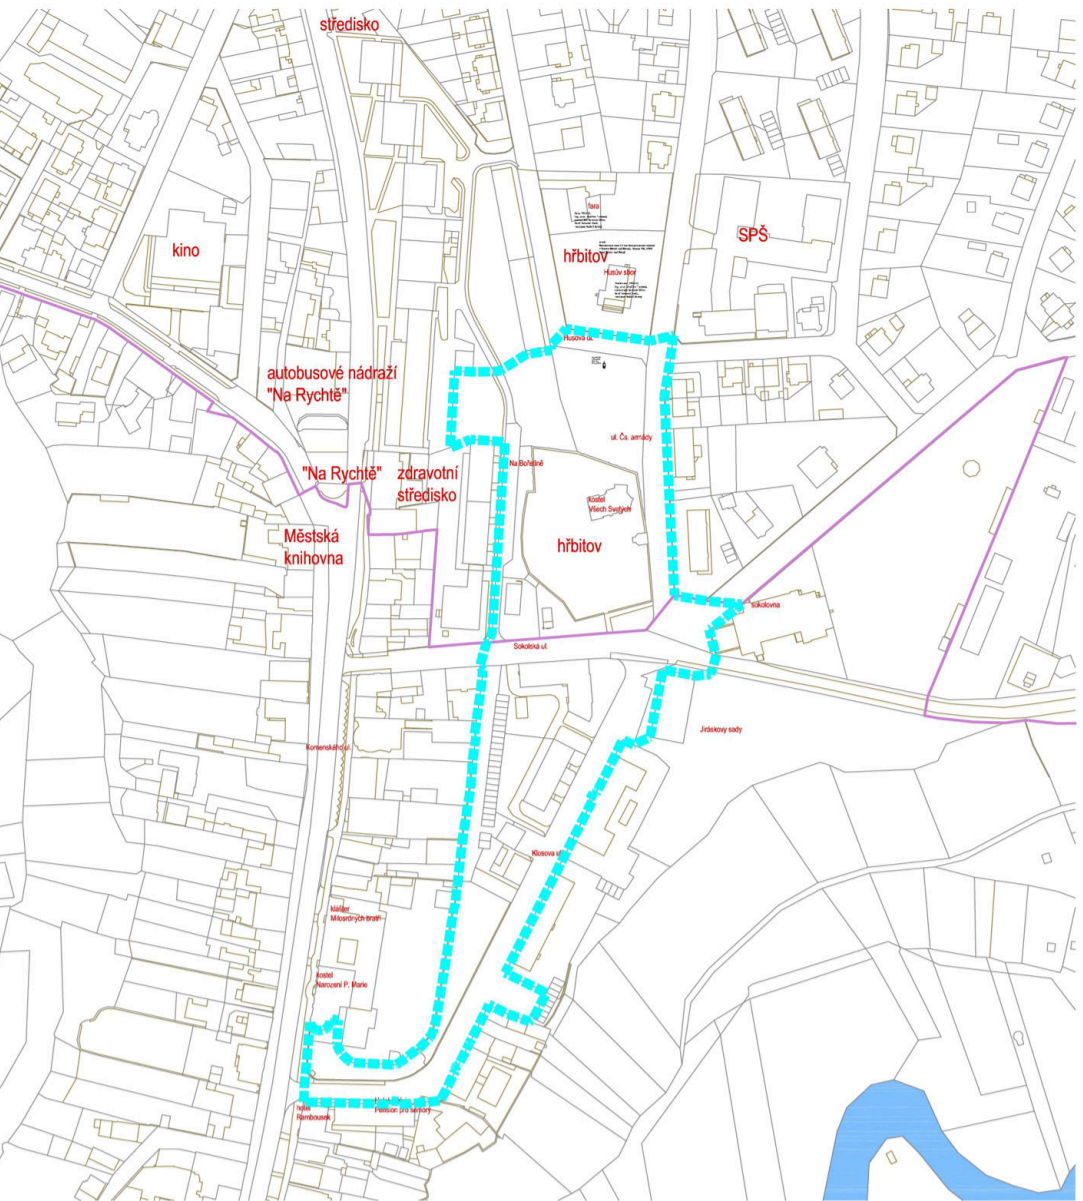 středisko
fara
kino
SPŠ
hřbitov
Husův sbor
Husova ul.
autobusové nádraží
"Na Rychtě"
ul. Čs. armády
"Na Rychtě"
zdravotní
středisko
Na Bořetíně
kostel
Všech Svatých
Městská
knihovna
hřbitov
sokolovna
Sokolská ul.
Jiráskovy sady
Komenského ul.
Klosova
klášter
Milosrdných Bratří
kostel
Narození P. Marie
hotel
Rambousek
Pension pro seniory